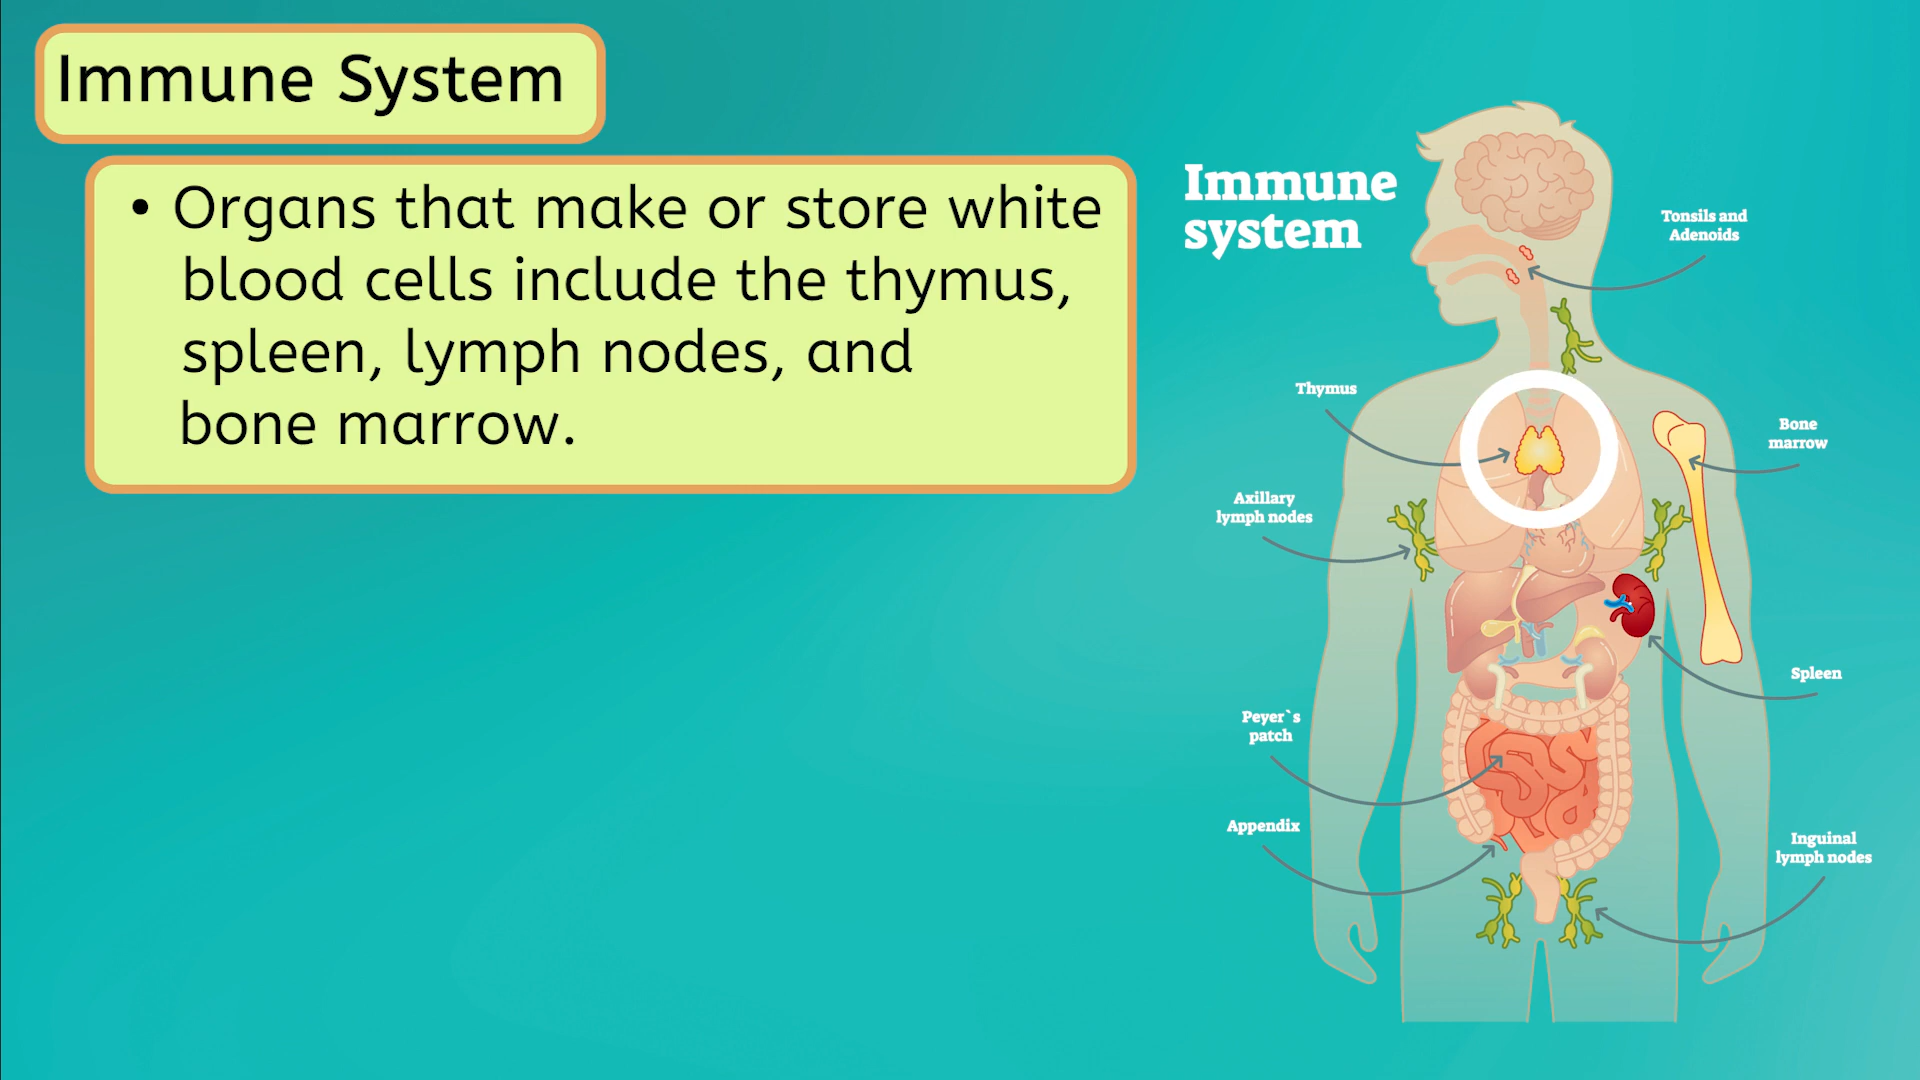 Immune System
• Organs that make or store white
blood cells include the thymus,
spleen, lymph nodes, and
bone marrow.
Immune
system
Tonsils and
Adenoids
Thymus
Bone
marrow
Axillary
lymph nodes
Spleen
Peyer`s
patch
Appendix
Inguinal
lymph nodes